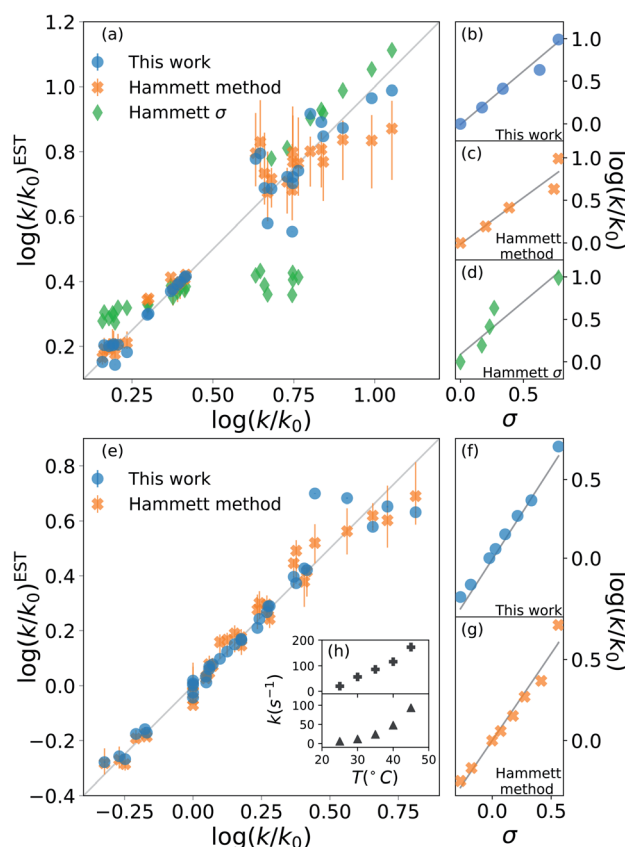 (a)
This work
Hammett method
Hammett σ
1.2
1.0
0.8
0.6
0.4
0.2
log(k/k₀)ᴱˢᵀ
0.25 0.50 0.75 1.00
log(k/k₀)
(b)
This work
1.0
0.5
0.0
(c)
Hammett
method
1.0
0.5
0.0
(d)
Hammett σ
1.0
0.5
0.0
log(k/k₀)
0.0 0.5
σ
(e)
This work
Hammett method
0.8
0.6
0.4
0.2
0.0
−0.2
−0.4
log(k/k₀)ᴱˢᵀ
−0.25 0.00 0.25 0.50 0.75
log(k/k₀)
(h)
200
100
0
100
50
0
k(s⁻¹)
30 40 50
T(°C)
(f)
This work
0.5
0.0
(g)
Hammett
method
0.5
0.0
log(k/k₀)
0.0 0.5
σ